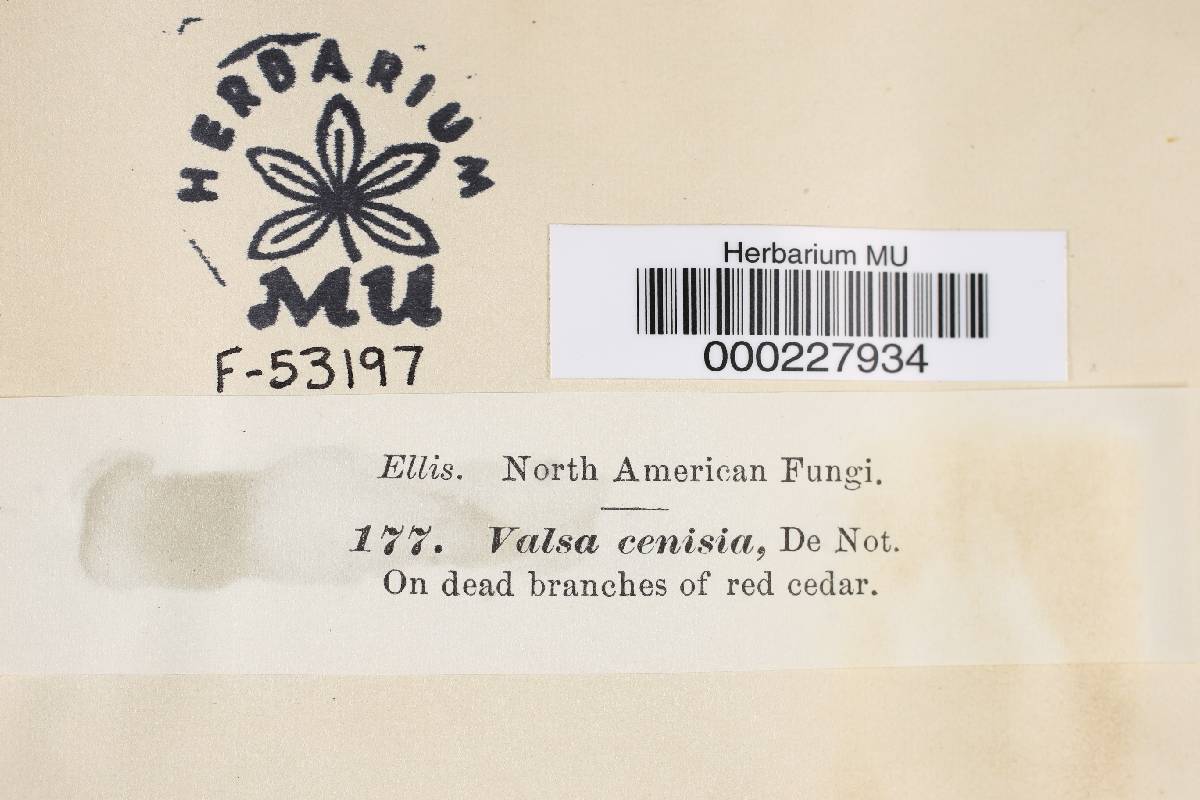 HERBARIUM
MU
F-53197
Herbarium MU
000227934
Ellis. North American Fungi.
177. Valsa cenisia, De Not.
On dead branches of red cedar.